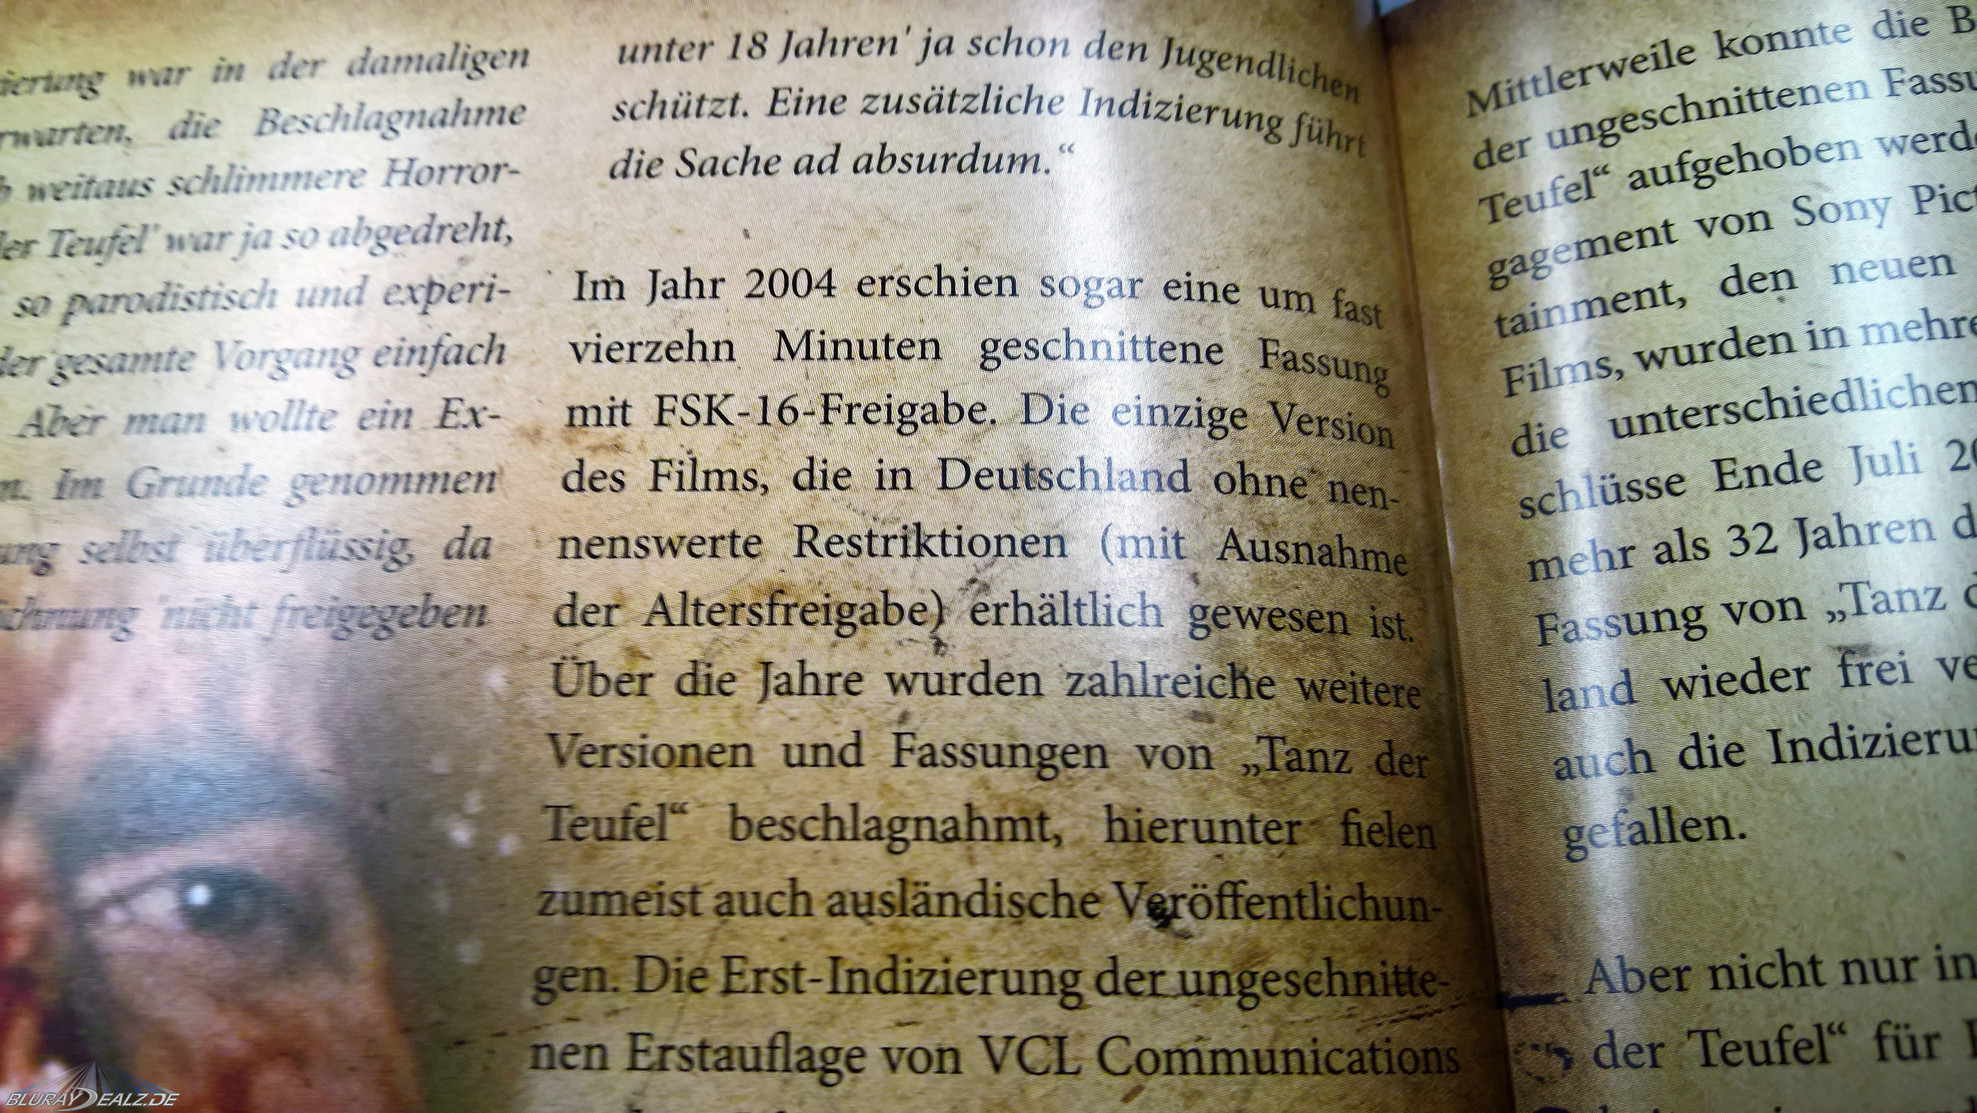 war in der damaligen
die Beschlagnahme
weitaus schlimmere Horror-
Teufel' war ja so abgedreht,
so parodistisch und experi-
gesamte Vorgang einfach
Aber man wollte ein Ex-
Im Grunde genommen
selbst überflüssig, da
'nicht freigegeben
unter 18 Jahren' ja schon den Jugendlichen
schützt. Eine zusätzliche Indizierung führt
die Sache ad absurdum.“
Im Jahr 2004 erschien sogar eine um fast
vierzehn Minuten geschnittene Fassung
mit FSK-16-Freigabe. Die einzige Version
des Films, die in Deutschland ohne nen-
nenswerte Restriktionen (mit Ausnahme
der Altersfreigabe) erhältlich gewesen ist.
Über die Jahre wurden zahlreiche weitere
Versionen und Fassungen von „Tanz der
Teufel“ beschlagnahmt, hierunter fielen
zumeist auch ausländische Veröffentlichun-
gen. Die Erst-Indizierung der ungeschnitte-
nen Erstauflage von VCL Communications
Mittlerweile konnte die
der ungeschnittenen
Teufel“ aufgehoben
gagement von Sony
tainment, den neuen
Films, wurden in
die unterschiedlichen
schlüsse Ende Juli
mehr als 32 Jahren
Fassung von „Tanz
land wieder frei
auch die
gefallen.
Aber nicht nur in
der Teufel“ für
BLURAYDEALZ.DE